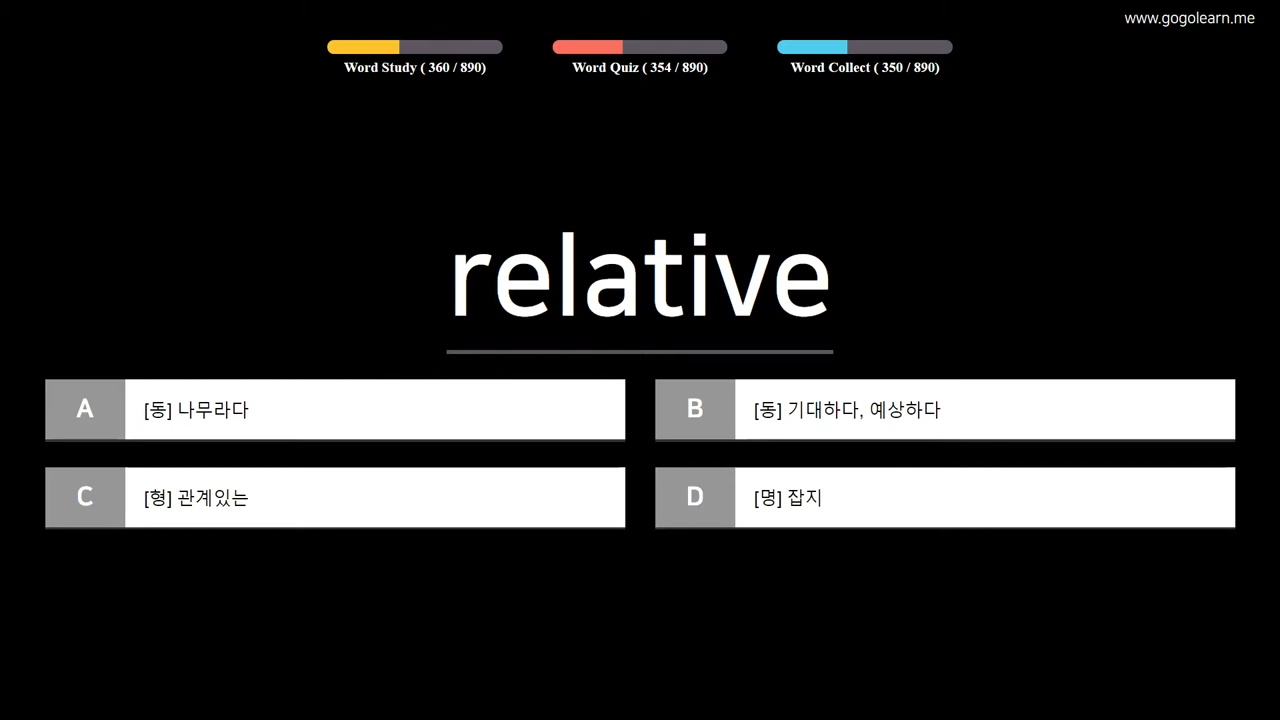 www.gogolearn.me
Word Study ( 360 / 890)
Word Quiz ( 354 / 890)
Word Collect ( 350 / 890)
relative
A [동] 나무라다
B [동] 기대하다, 예상하다
C [형] 관계있는
D [명] 잡지